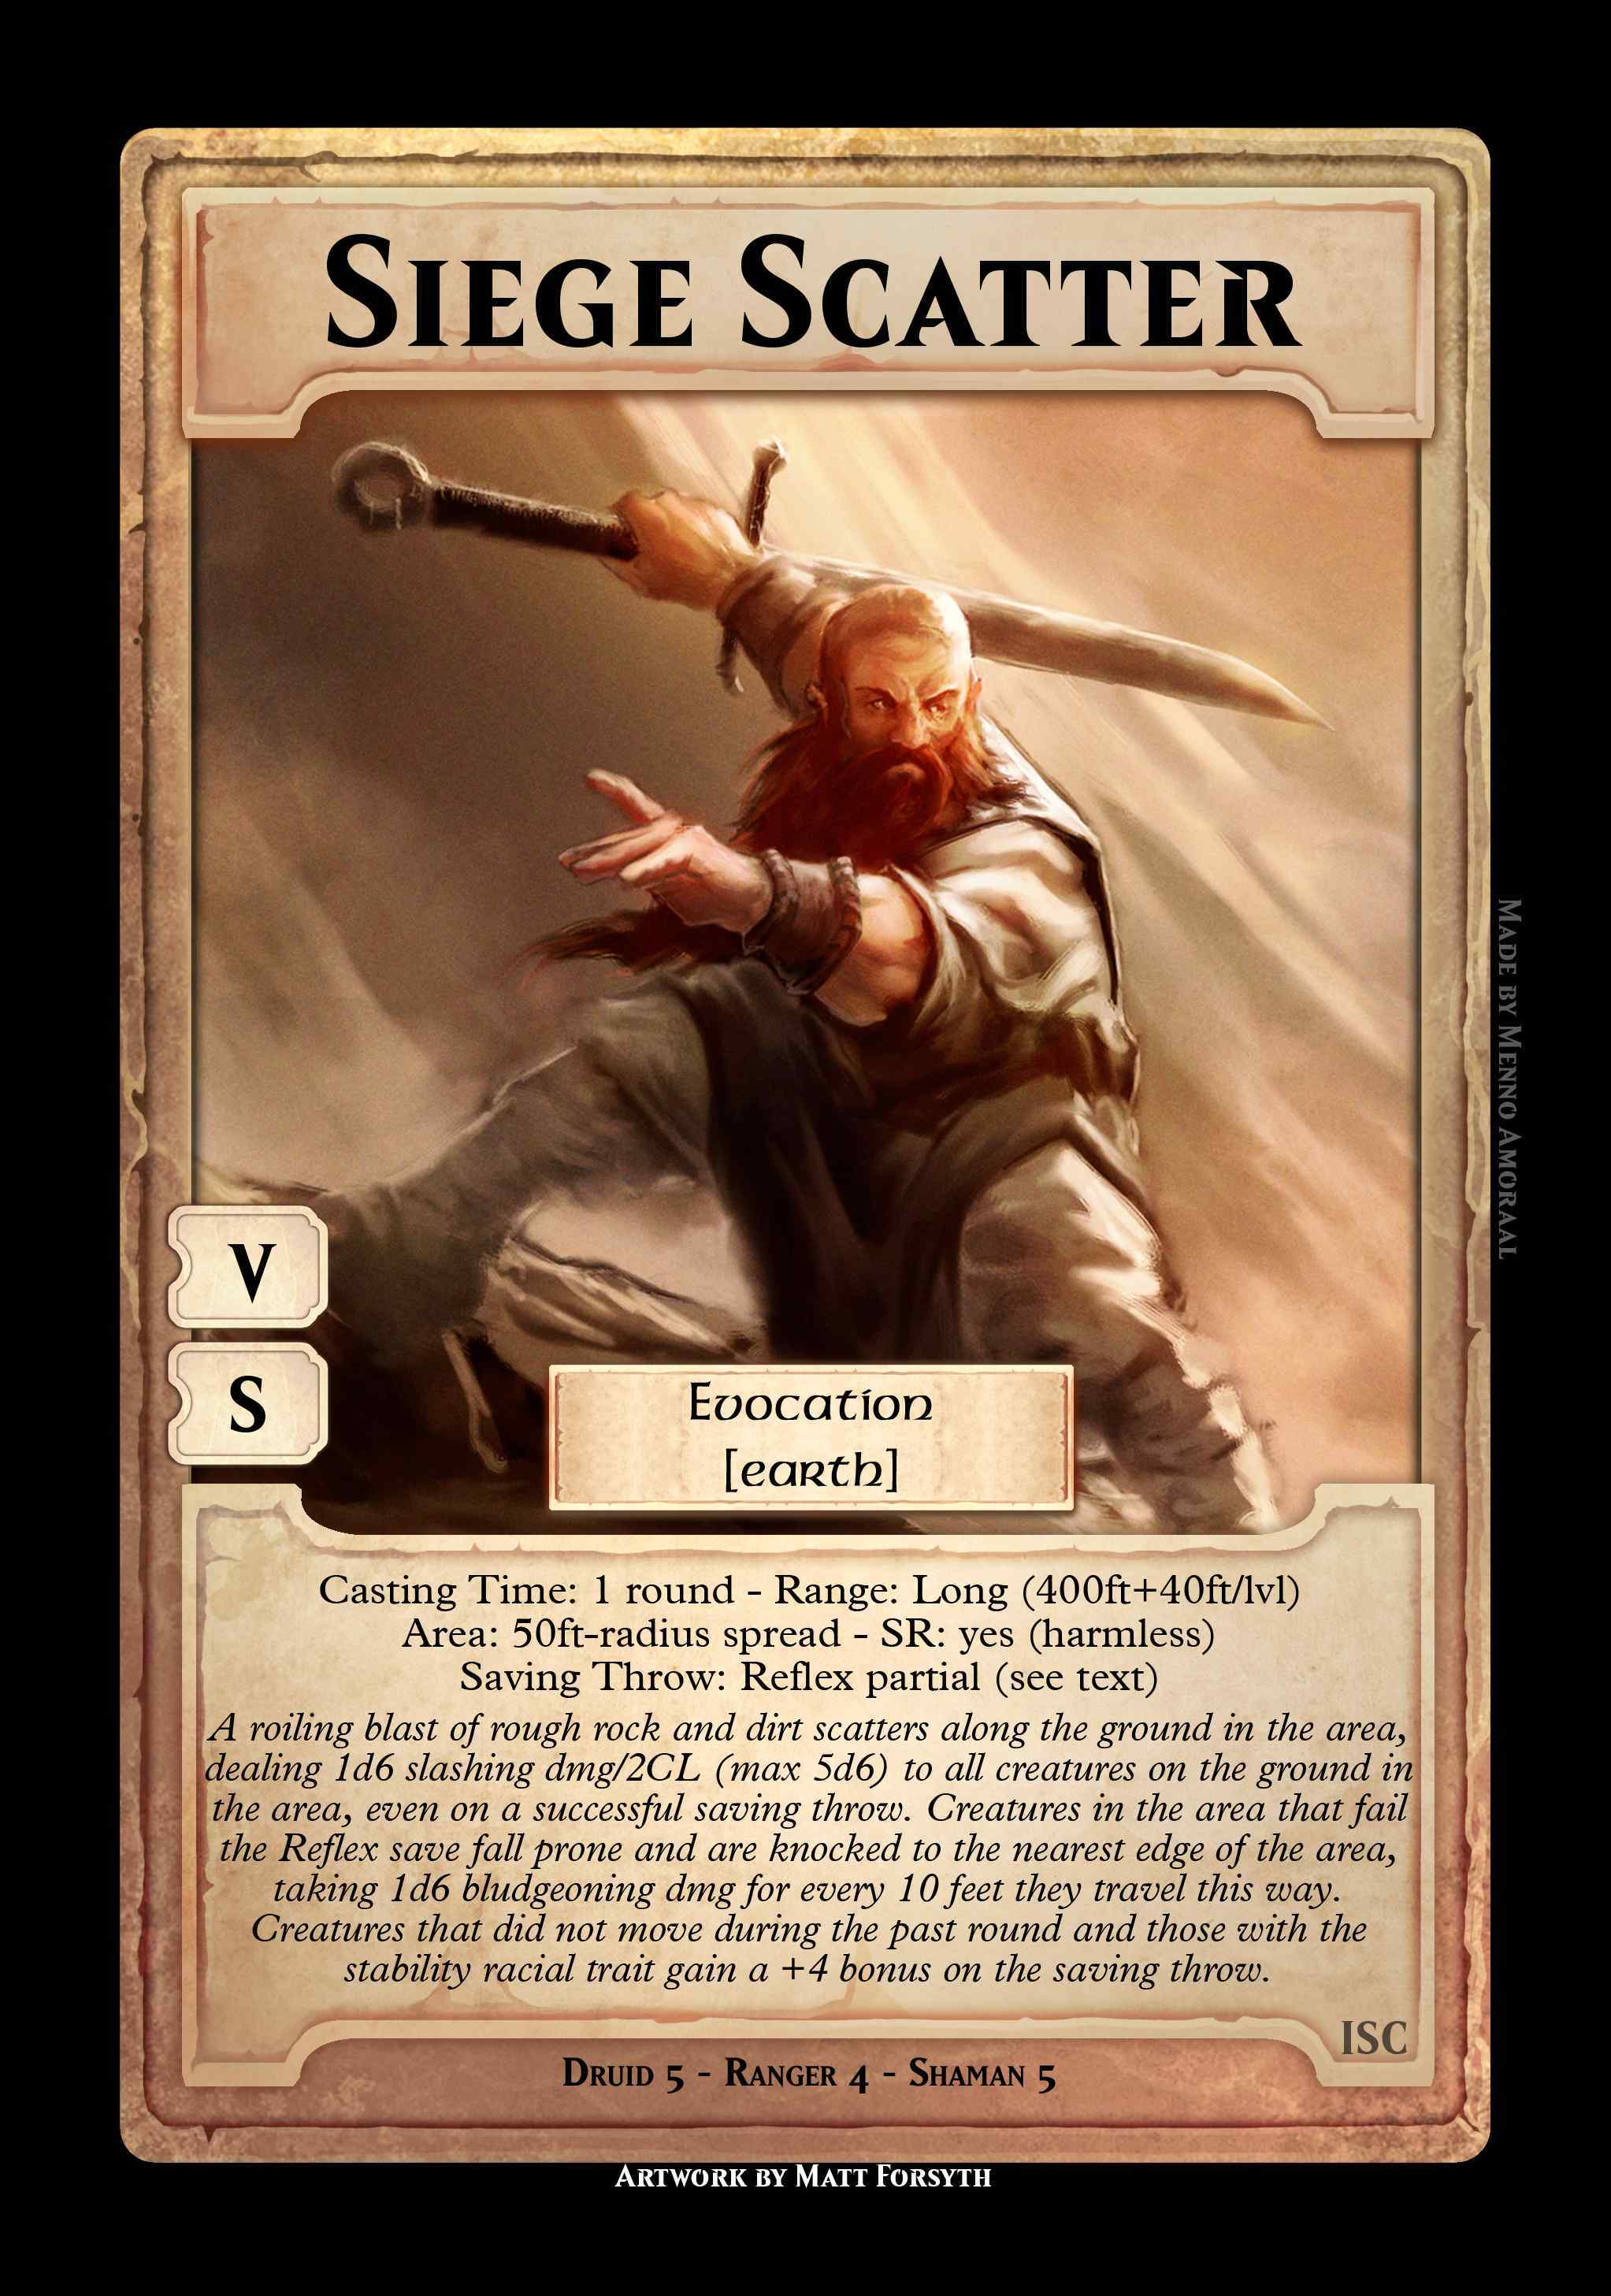 Siege Scatter
V
S
Evocation
[earth]
Casting Time: 1 round - Range: Long (400ft+40ft/lvl)
Area: 50ft-radius spread - SR: yes (harmless)
Saving Throw: Reflex partial (see text)
A roiling blast of rough rock and dirt scatters along the ground in the area,
dealing 1d6 slashing dmg/2CL (max 5d6) to all creatures on the ground in
the area, even on a successful saving throw. Creatures in the area that fail
the Reflex save fall prone and are knocked to the nearest edge of the area,
taking 1d6 bludgeoning dmg for every 10 feet they travel this way.
Creatures that did not move during the past round and those with the
stability racial trait gain a +4 bonus on the saving throw.
ISC
Druid 5 - Ranger 4 - Shaman 5
Artwork by Matt Forsyth
Made by Menno Amoraal